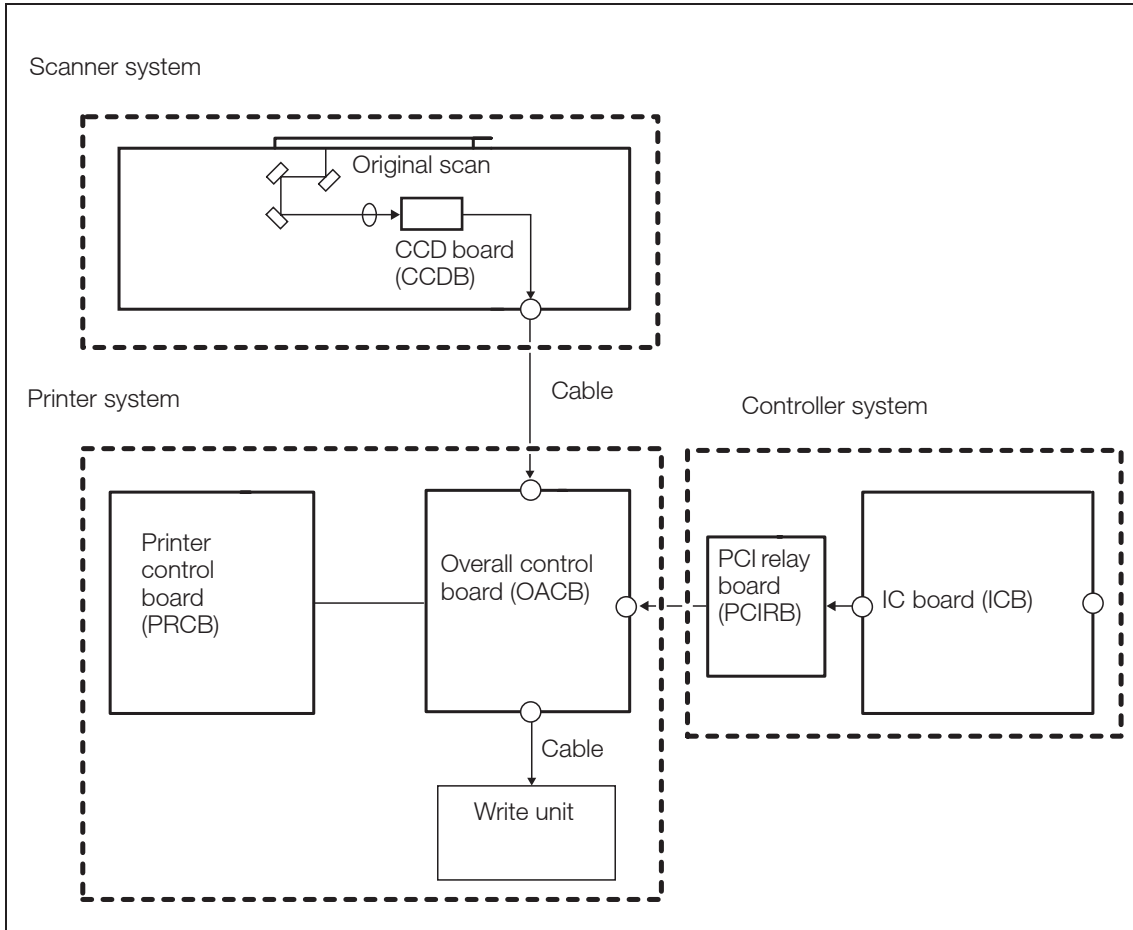 Scanner system
Original scan
CCD board
(CCDB)
Cable
Printer system
Controller system
Printer
control
board
(PRCB)
Overall control
board (OACB)
PCI relay
board
(PCIRB)
IC board (ICB)
Cable
Write unit